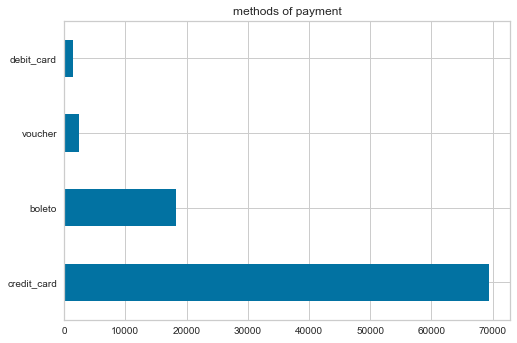 methods of payment
debit_card
voucher
boleto
credit_card
0 10000 20000 30000 40000 50000 60000 70000